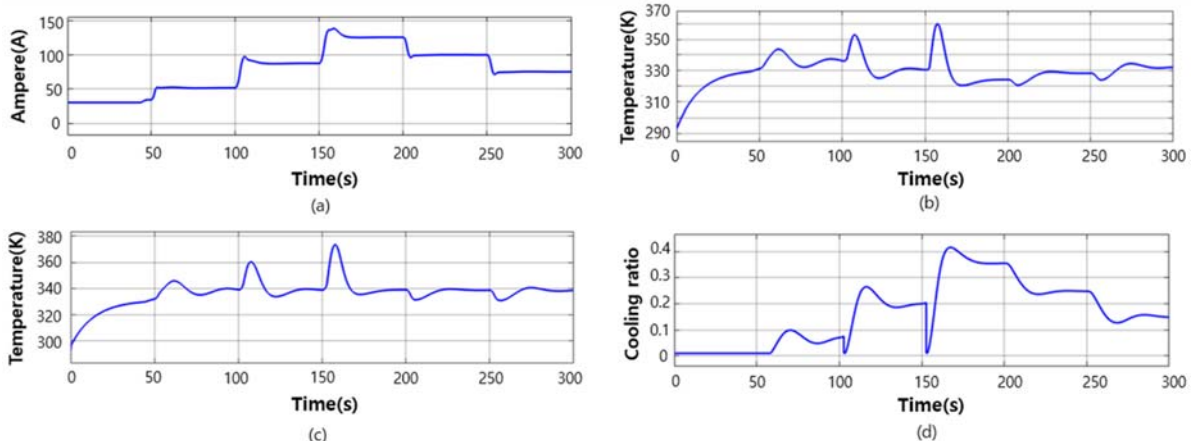 Ampere(A)
150
100
50
0
0 50 100 150 200 250 300
Time(s)
(a)
Temperature(K)
370
350
330
310
290
0 50 100 150 200 250 300
Time(s)
(b)
Temperature(K)
380
360
340
320
300
0 50 100 150 200 250 300
Time(s)
(c)
Cooling ratio
0.4
0.3
0.2
0.1
0
0 50 100 150 200 250 300
Time(s)
(d)